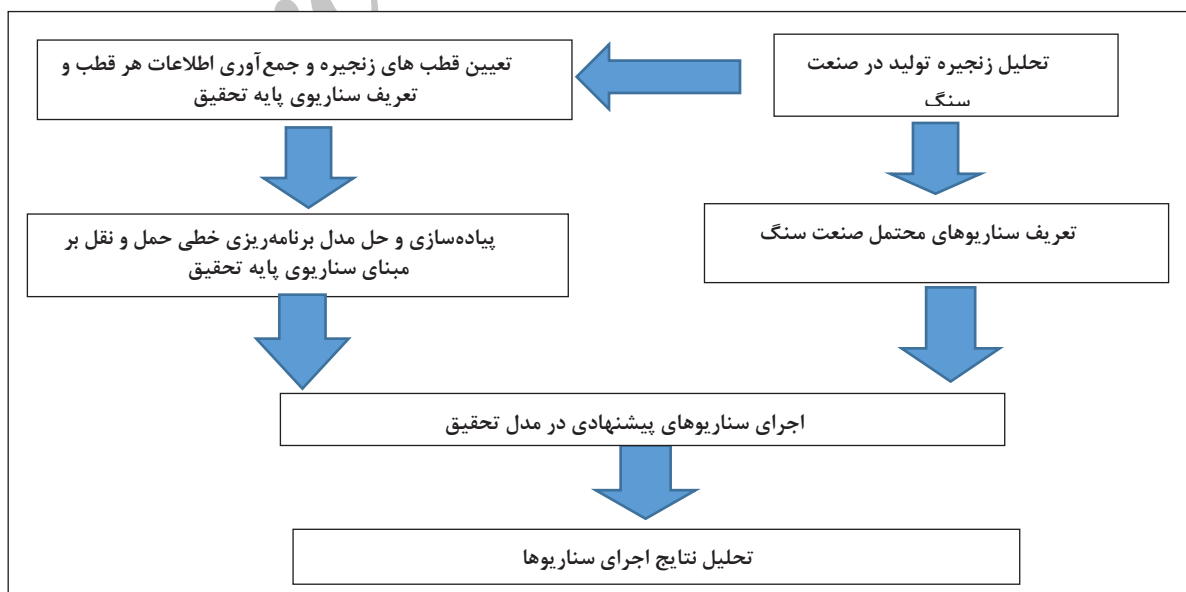 تحلیل زنجیره تولید در صنعت
سنگ
تعیین قطب های زنجیره و جمع‌آوری اطلاعات هر قطب و
تعریف سناریوی پایه تحقیق
تعریف سناریوهای محتمل صنعت سنگ
پیاده‌سازی و حل مدل برنامه‌ریزی خطی حمل و نقل بر
مبنای سناریوی پایه تحقیق
اجرای سناریوهای پیشنهادی در مدل تحقیق
تحلیل نتایج اجرای سناریوها